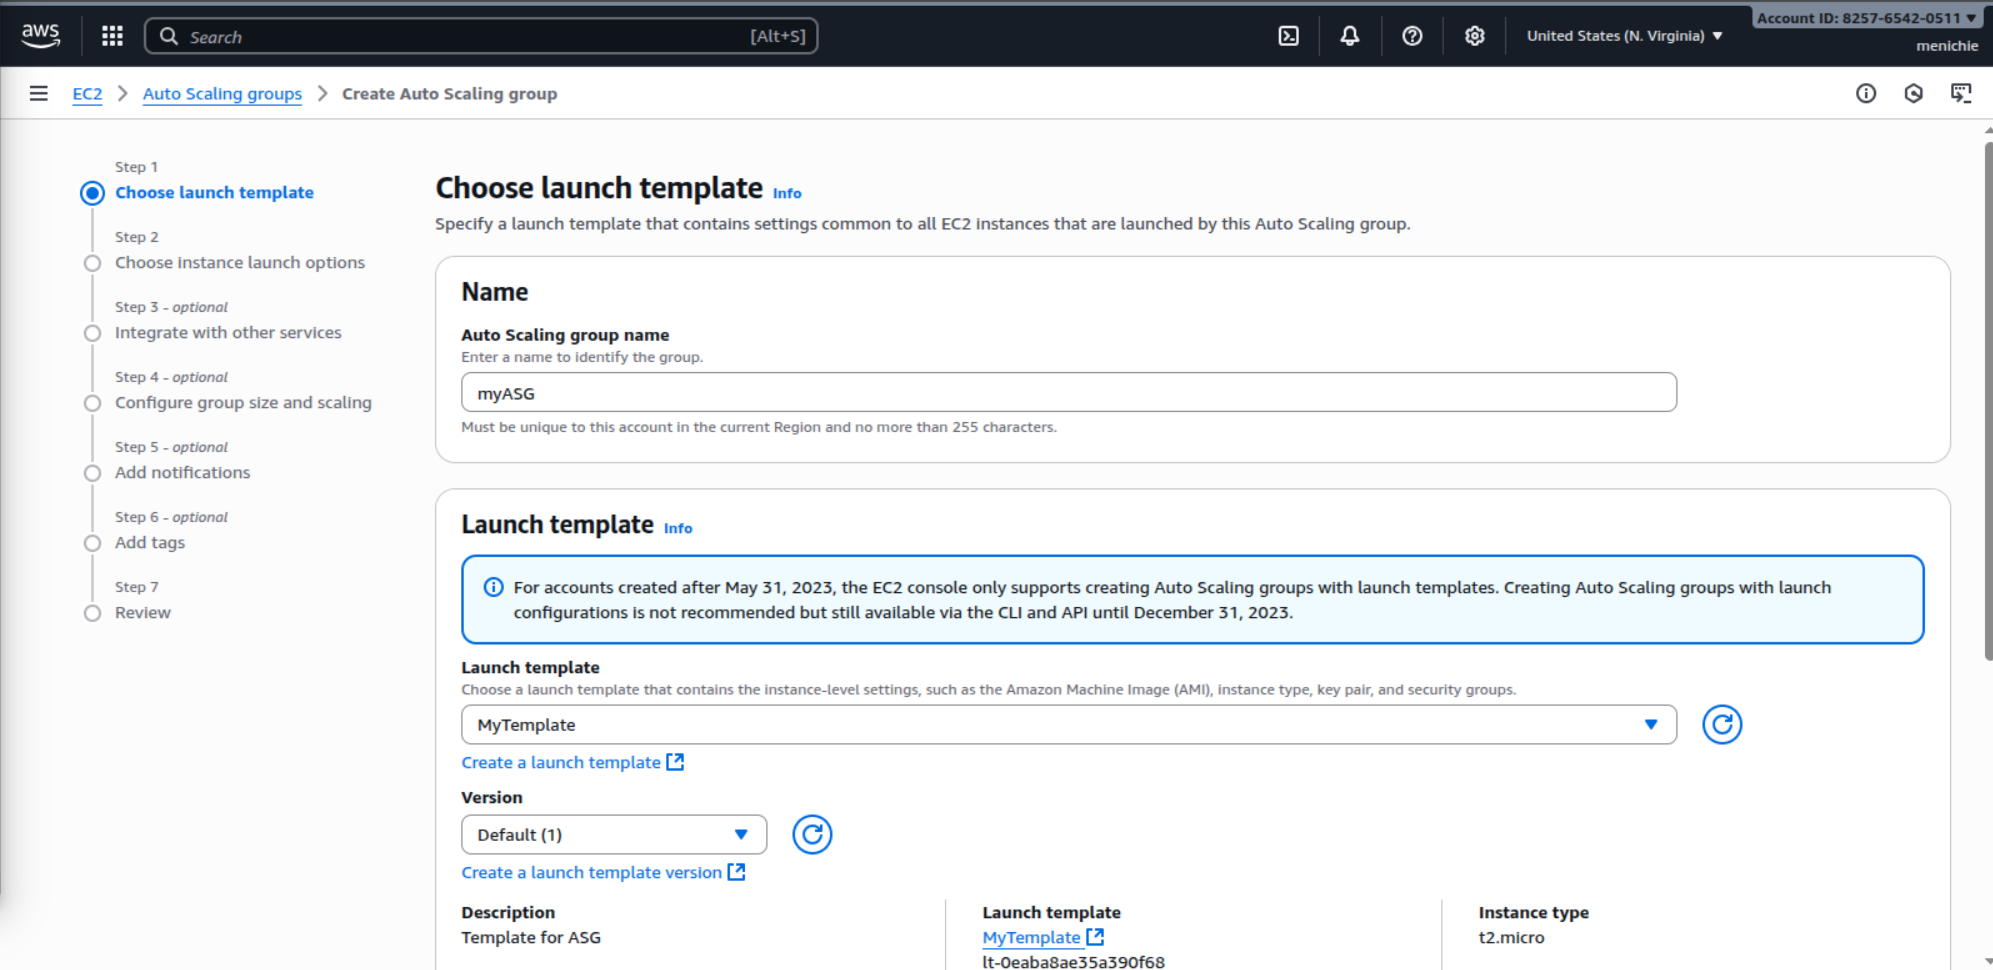 aws
Search
[Alt+S]
United States (N. Virginia)
Account ID: 8257-6542-0511
menichie
EC2
Auto Scaling groups
Create Auto Scaling group
Step 1
Choose launch template
Step 2
Choose instance launch options
Step 3 - optional
Integrate with other services
Step 4 - optional
Configure group size and scaling
Step 5 - optional
Add notifications
Step 6 - optional
Add tags
Step 7
Review
Choose launch template Info
Specify a launch template that contains settings common to all EC2 instances that are launched by this Auto Scaling group.
Name
Auto Scaling group name
Enter a name to identify the group.
myASG
Must be unique to this account in the current Region and no more than 255 characters.
Launch template Info
For accounts created after May 31, 2023, the EC2 console only supports creating Auto Scaling groups with launch templates. Creating Auto Scaling groups with launch
configurations is not recommended but still available via the CLI and API until December 31, 2023.
Launch template
Choose a launch template that contains the instance-level settings, such as the Amazon Machine Image (AMI), instance type, key pair, and security groups.
MyTemplate
Create a launch template
Version
Default (1)
Create a launch template version
Description
Template for ASG
Launch template
MyTemplate
lt-0eaba8ae35a390f68
Instance type
t2.micro